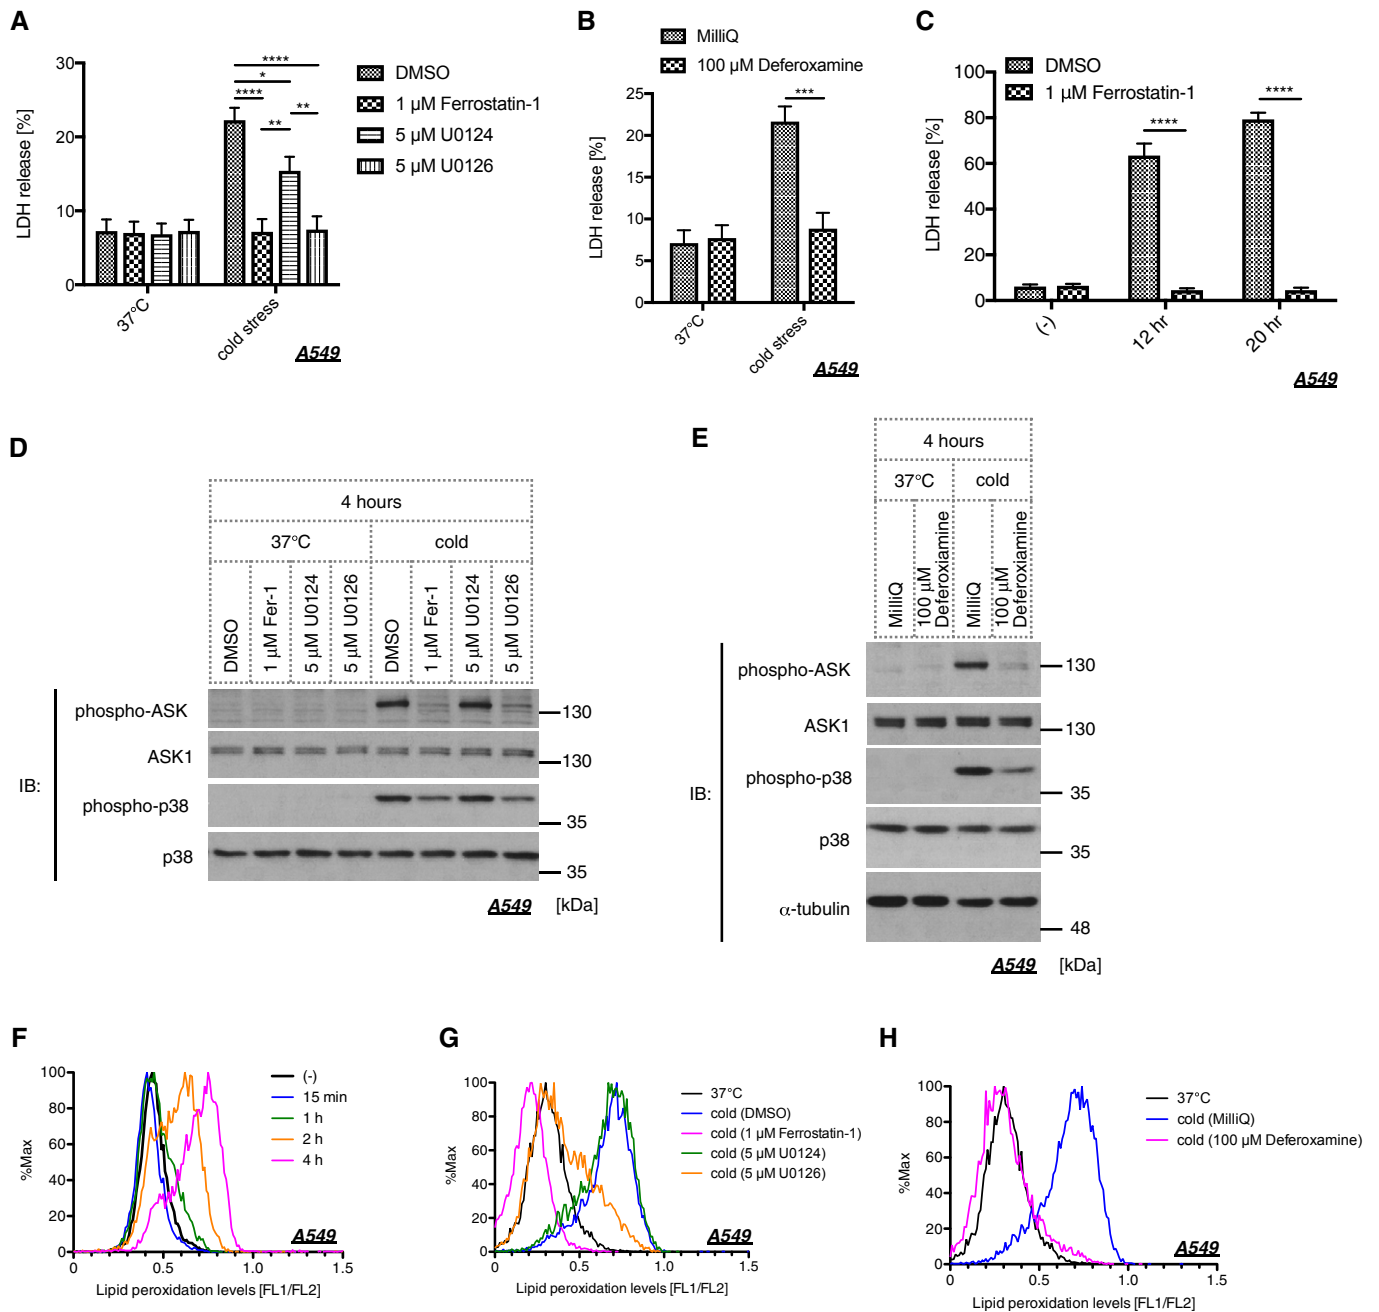 A
LDH release [%]
30
20
10
0
****
*
****
**
**
37°C
cold stress
DMSO
1 µM Ferrostatin-1
5 µM U0124
5 µM U0126
A549
B
MilliQ
100 µM Deferoxamine
LDH release [%]
25
20
15
10
5
0
***
37°C
cold stress
A549
C
DMSO
1 µM Ferrostatin-1
LDH release [%]
100
80
60
40
20
0
****
****
(-)
12 hr
20 hr
A549
D
4 hours
37°C cold
DMSO
1 µM Fer-1
5 µM U0124
5 µM U0126
DMSO
1 µM Fer-1
5 µM U0124
5 µM U0126
IB:
phospho-ASK
130
ASK1
130
phospho-p38
35
p38
35
A549 [kDa]
E
4 hours
37°C cold
MilliQ
100 µM
Deferoxiamine
MilliQ
100 µM
Deferoxiamine
IB:
phospho-ASK
130
ASK1
130
phospho-p38
35
p38
35
α-tubulin
48
A549 [kDa]
F
%Max
100
80
60
40
20
0
0 0.5 1.0 1.5
Lipid peroxidation levels [FL1/FL2]
(-)
15 min
1 h
2 h
4 h
A549
G
%Max
100
80
60
40
20
0
0 0.5 1.0 1.5
Lipid peroxidation levels [FL1/FL2]
37°C
cold (DMSO)
cold (1 µM Ferrostatin-1)
cold (5 µM U0124)
cold (5 µM U0126)
A549
H
%Max
100
80
60
40
20
0
0 0.5 1.0 1.5
Lipid peroxidation levels [FL1/FL2]
37°C
cold (MilliQ)
cold (100 µM Deferoxamine)
A549